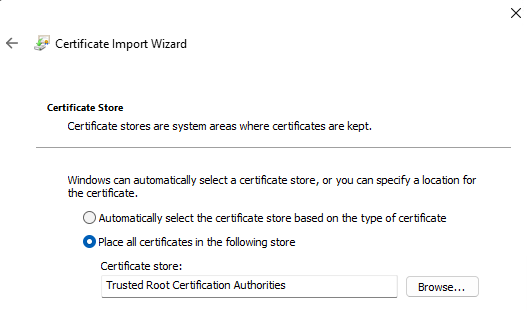 Certificate Import Wizard
Certificate Store
Certificate stores are system areas where certificates are kept.
Windows can automatically select a certificate store, or you can specify a location for
the certificate.
Automatically select the certificate store based on the type of certificate
Place all certificates in the following store
Certificate store:
Trusted Root Certification Authorities
Browse...